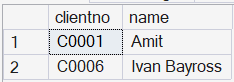 clientno name
1 C0001 Amit
2 C0006 Ivan Bayross